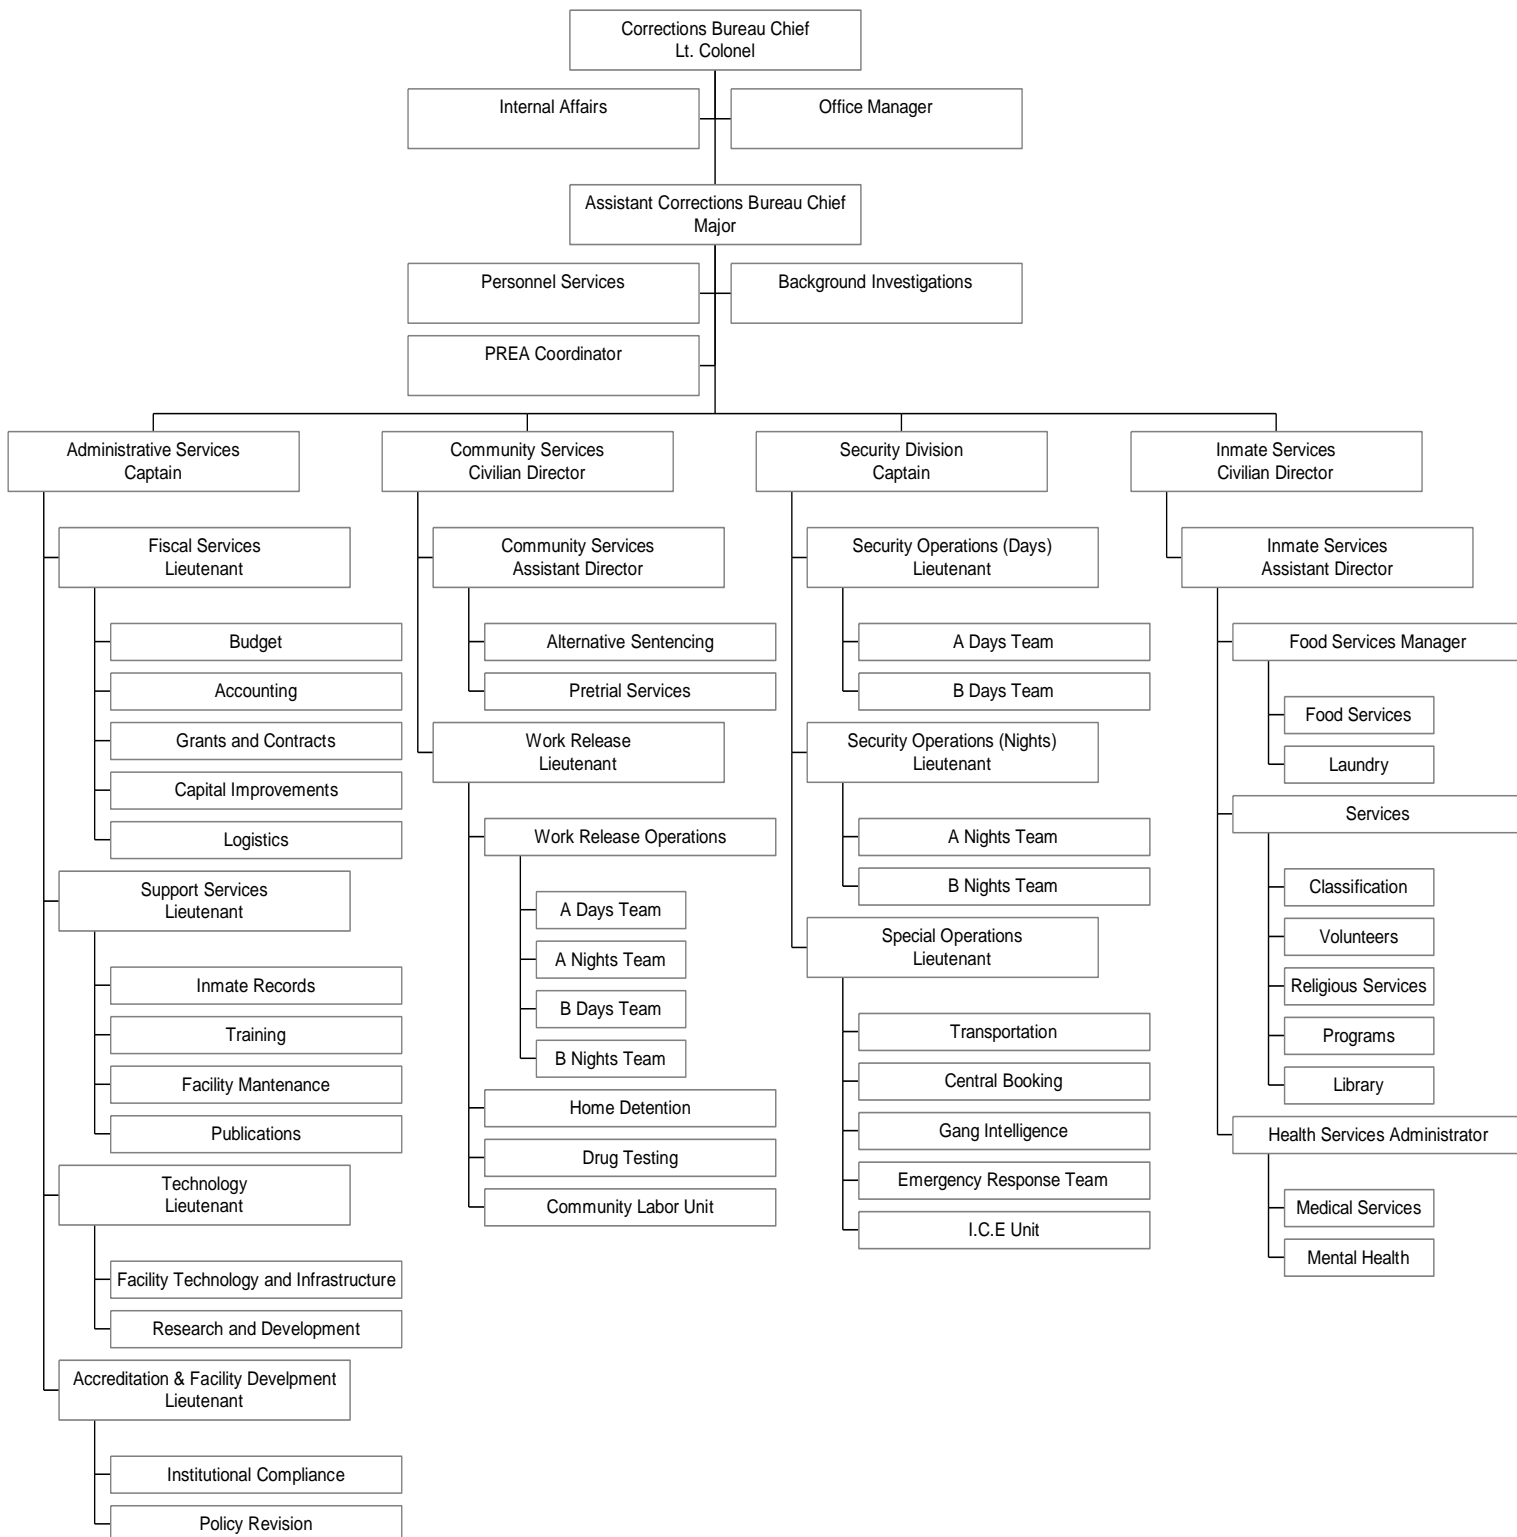 Corrections Bureau Chief
Lt. Colonel
Internal Affairs
Office Manager
Assistant Corrections Bureau Chief
Major
Personnel Services
Background Investigations
PREA Coordinator
Administrative Services
Captain
Fiscal Services
Lieutenant
Budget
Accounting
Grants and Contracts
Capital Improvements
Logistics
Support Services
Lieutenant
Inmate Records
Training
Facility Mantenance
Publications
Technology
Lieutenant
Facility Technology and Infrastructure
Research and Development
Accreditation & Facility Develpment
Lieutenant
Institutional Compliance
Policy Revision
Community Services
Civilian Director
Community Services
Assistant Director
Alternative Sentencing
Pretrial Services
Work Release
Lieutenant
Work Release Operations
A Days Team
A Nights Team
B Days Team
B Nights Team
Home Detention
Drug Testing
Community Labor Unit
Security Division
Captain
Security Operations (Days)
Lieutenant
A Days Team
B Days Team
Security Operations (Nights)
Lieutenant
A Nights Team
B Nights Team
Special Operations
Lieutenant
Transportation
Central Booking
Gang Intelligence
Emergency Response Team
I.C.E Unit
Inmate Services
Civilian Director
Inmate Services
Assistant Director
Food Services Manager
Food Services
Laundry
Services
Classification
Volunteers
Religious Services
Programs
Library
Health Services Administrator
Medical Services
Mental Health